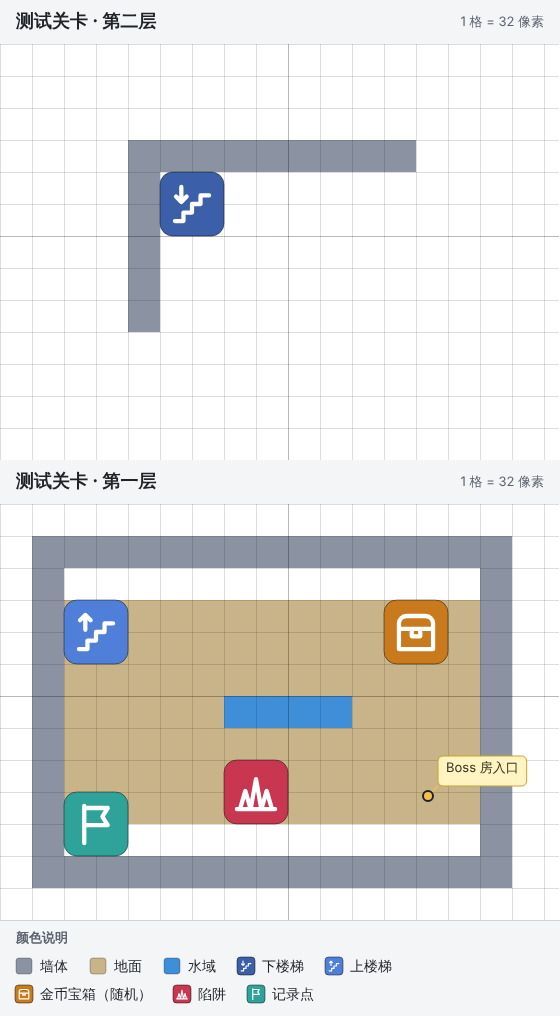 测试关卡 · 第二层
1 格 = 32 像素
测试关卡 · 第一层
1 格 = 32 像素
Boss 房入口
颜色说明
墙体 地面 水域 下楼梯 上楼梯
金币宝箱（随机） 陷阱 记录点